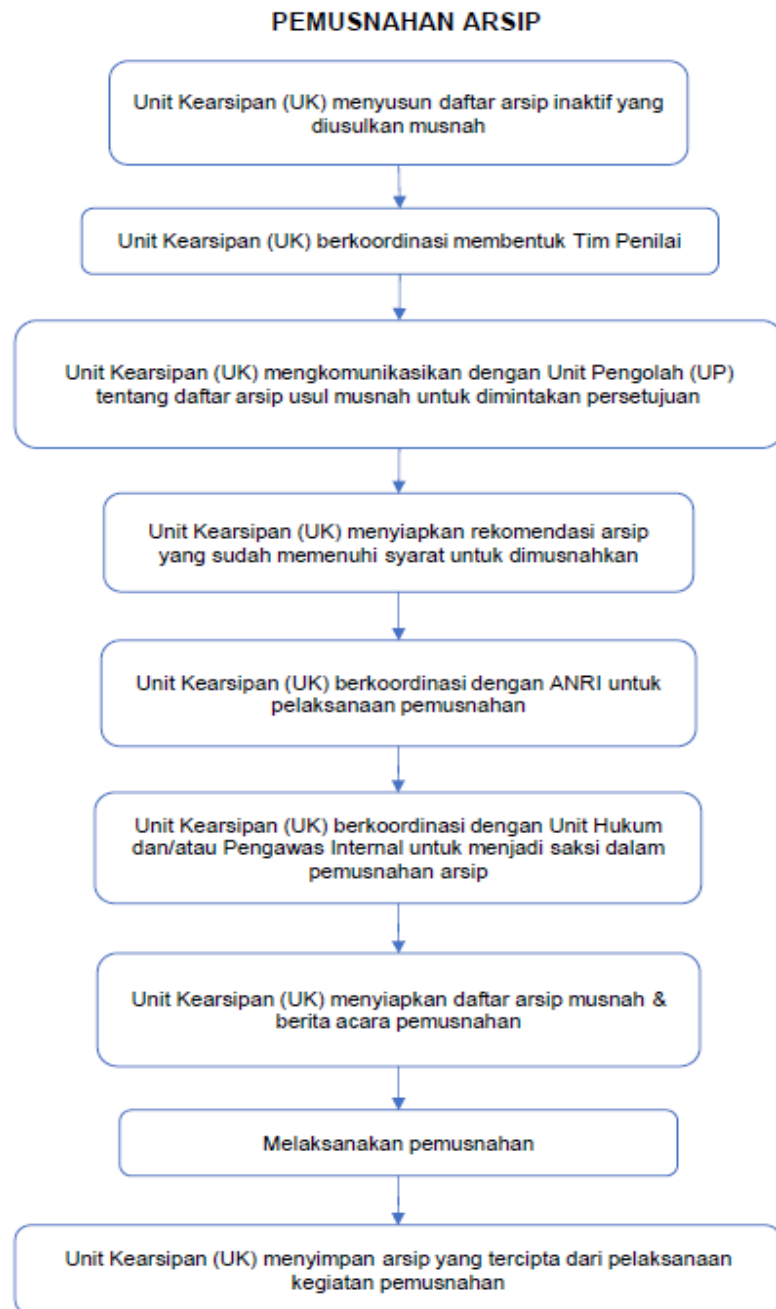 PEMUSNAHAN ARSIP
Unit Kearsipan (UK) menyusun daftar arsip inaktif yang
diusulkan musnah
Unit Kearsipan (UK) berkoordinasi membentuk Tim Penilai
Unit Kearsipan (UK) mengkomunikasikan dengan Unit Pengolah (UP)
tentang daftar arsip usul musnah untuk dimintakan persetujuan
Unit Kearsipan (UK) menyiapkan rekomendasi arsip
yang sudah memenuhi syarat untuk dimusnahkan
Unit Kearsipan (UK) berkoordinasi dengan ANRI untuk
pelaksanaan pemusnahan
Unit Kearsipan (UK) berkoordinasi dengan Unit Hukum
dan/atau Pengawas Internal untuk menjadi saksi dalam
pemusnahan arsip
Unit Kearsipan (UK) menyiapkan daftar arsip musnah &
berita acara pemusnahan
Melaksanakan pemusnahan
Unit Kearsipan (UK) menyimpan arsip yang tercipta dari pelaksanaan
kegiatan pemusnahan